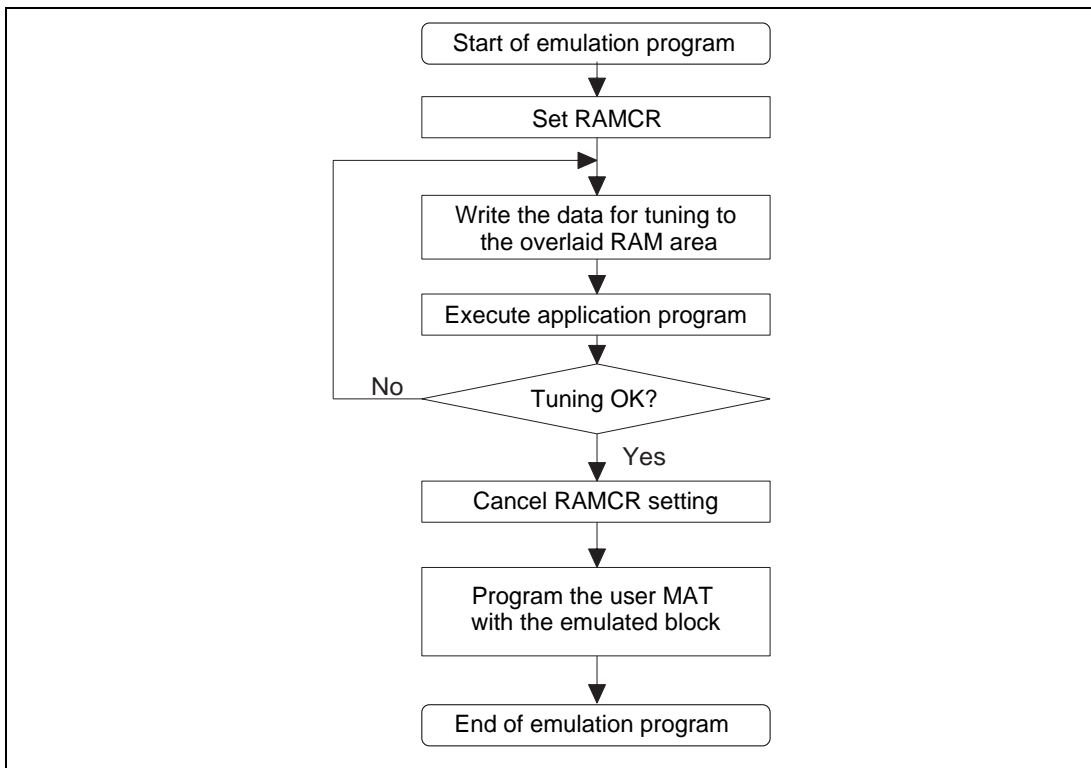 Start of emulation program
Set RAMCR
Write the data for tuning to
the overlaid RAM area
Execute application program
No
Tuning OK?
Yes
Cancel RAMCR setting
Program the user MAT
with the emulated block
End of emulation program